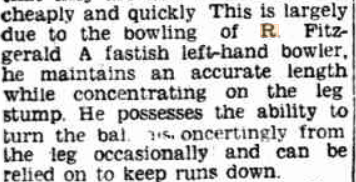 cheaply and quickly This is largely
due to the bowling of R. Fitz-
gerald A fastish left-hand bowler,
he maintains an accurate length
while concentrating on the leg
stump. He possesses the ability to
turn the bal. oncertingly from
the leg occasionally and can be
relied on to keep runs down.